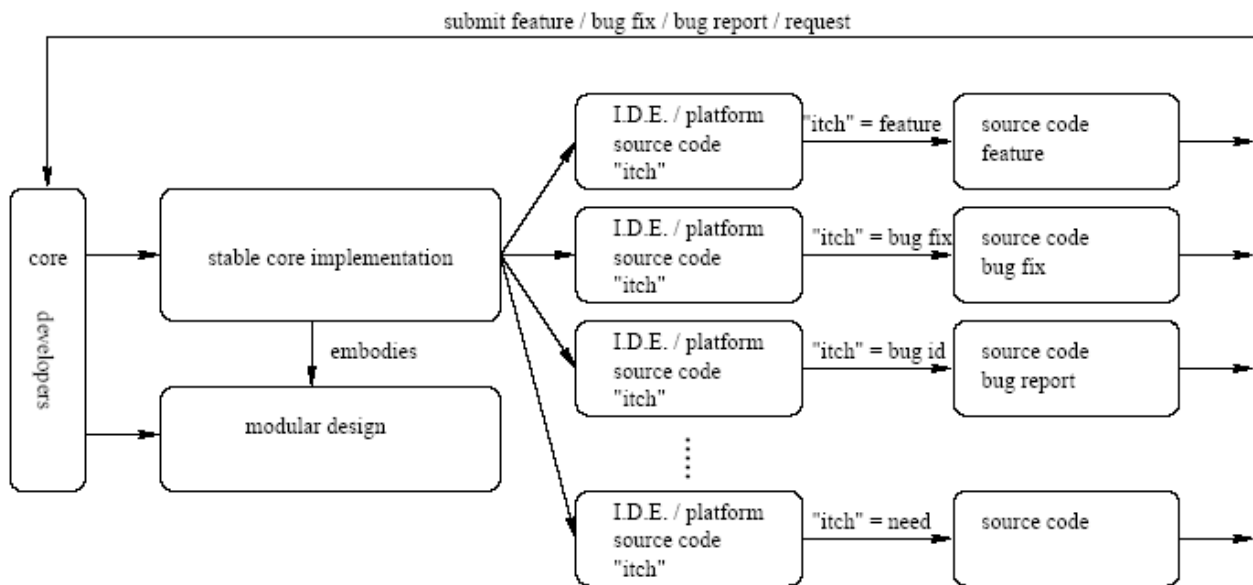 submit feature / bug fix / bug report / request
core
developers
stable core implementation
embodies
modular design
I.D.E. / platform
source code
"itch"
"itch" = feature
source code
feature
I.D.E. / platform
source code
"itch"
"itch" = bug fix
source code
bug fix
I.D.E. / platform
source code
"itch"
"itch" = bug id
source code
bug report
I.D.E. / platform
source code
"itch"
"itch" = need
source code